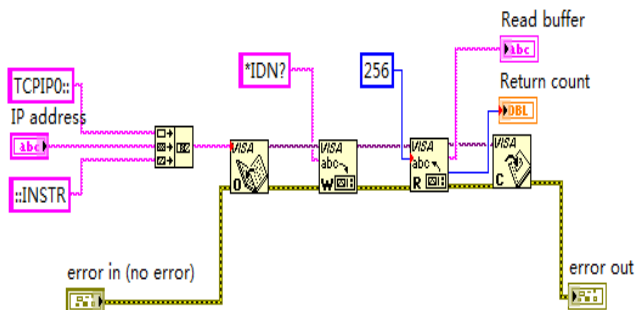 Read buffer
abc
TCPIP0::
*IDN?
256
Return count
DBL
IP address
abc
VISA
O
VISA
abc
W
VISA
abc
R
VISA
C
::INSTR
error in (no error)
error out